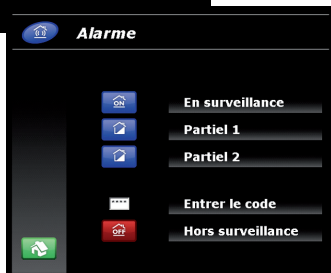 Alarme
ON
En surveillance
Partiel 1
Partiel 2
Entrer le code
OFF
Hors surveillance